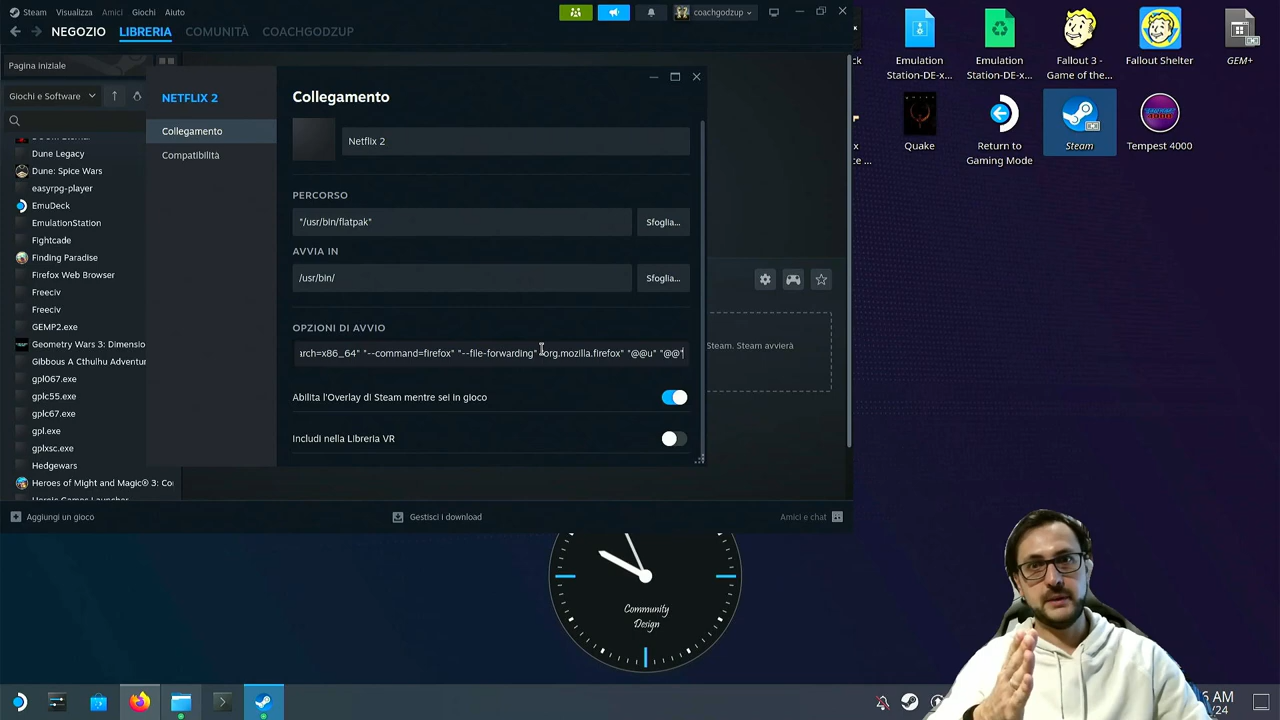 Steam Visualizza Amici Giochi Aiuto
coachgodzup
NEGOZIO LIBRERIA COMUNITÀ COACHGODZUP
Pagina iniziale
Giochi e Software
Dune Legacy
Dune: Spice Wars
easyrpg-player
EmuDeck
EmulationStation
Fightcade
Finding Paradise
Firefox Web Browser
Freeciv
Freeciv
GEMP2.exe
Geometry Wars 3: Dimensio
Gibbous A Cthulhu Adventur
gpl067.exe
gplc55.exe
gplc67.exe
gpl.exe
gplxsc.exe
Hedgewars
Heroes of Might and Magic® 3: Co
NETFLIX 2
Collegamento
Compatibilità
Collegamento
Netflix 2
PERCORSO
"/usr/bin/flatpak"
Sfoglia...
AVVIA IN
/usr/bin/
Sfoglia...
OPZIONI DI AVVIO
arch=x86_64" "--command=firefox" "--file-forwarding" "org.mozilla.firefox" "@@u" "@@"
Abilita l'Overlay di Steam mentre sei in gioco
Includi nella Libreria VR
Steam. Steam avvierà
Aggiungi un gioco
Gestisci i download
Amici e chat
Emulation
Station-DE-x...
Emulation
Station-DE-x...
Fallout 3 -
Game of the...
Fallout Shelter
GEM+
Quake
Return to
Gaming Mode
Steam
Tempest 4000
Community
Design
6 AM
/24